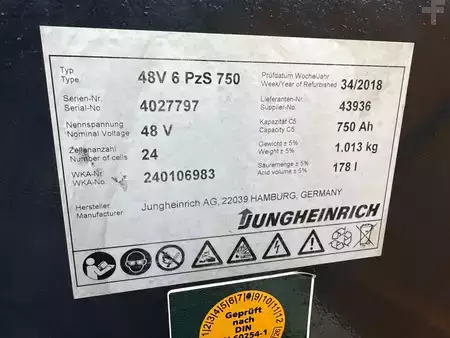 Typ
Type
48V 6 PzS 750
Prüfdatum Woche/Jahr
Week/Year of Refurbished
34/2018
Serien-Nr.
Serial-No.
4027797
Lieferanten-Nr.
Supplier-No.
43936
Nennspannung
Nominal Voltage
48 V
Kapazität C5
Capacity C5
750 Ah
Zellenanzahl
Number of cells
24
Gewicht ± 5%
Weight ± 5%
1.013 kg
WKA-Nr.
WKA-No.
240106983
Säuremenge ± 5%
Acid volume ± 5%
178 l
Hersteller
Manufacturer
Jungheinrich AG, 22039 HAMBURG, GERMANY
JUNGHEINRICH
Geprüft
nach
DIN
60254-1